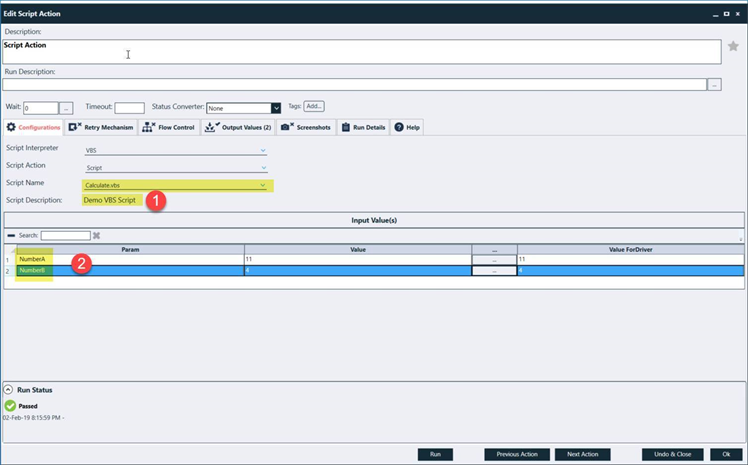 Edit Script Action
Description:
Script Action
Run Description:
...
Wait: 0 ... Timeout: Status Converter: None Tags: Add...
Configurations Retry Mechanism Flow Control Output Values (2) Screenshots Run Details Help
Script Interpreter VBS
Script Action Script
Script Name Calculate.vbs
Script Description: Demo VBS Script 1
Input Value(s)
Search:
Param Value ... Value ForDriver
1 NumberA 11 ... 11
2 NumberB 4 ... 4
2
Run Status
Passed
02-Feb-19 8:15:59 PM -
Run Previous Action Next Action Undo & Close Ok